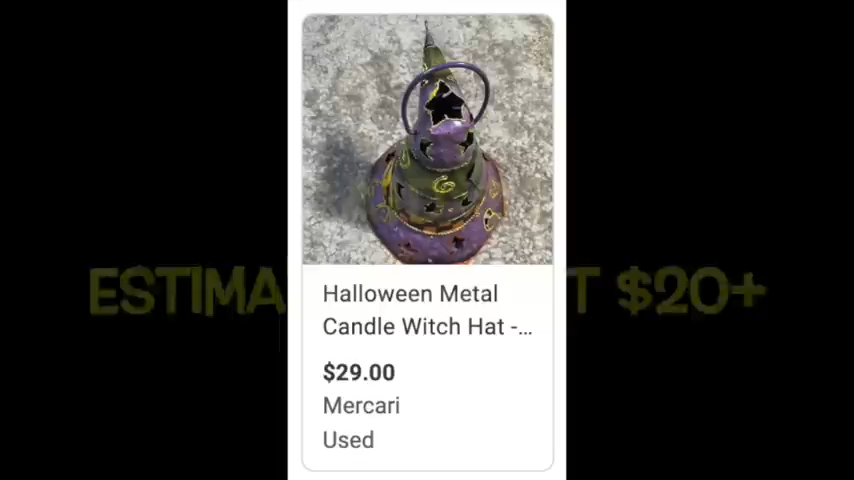 Halloween Metal
Candle Witch Hat -...
$29.00
Mercari
Used
ESTIMA T $20+